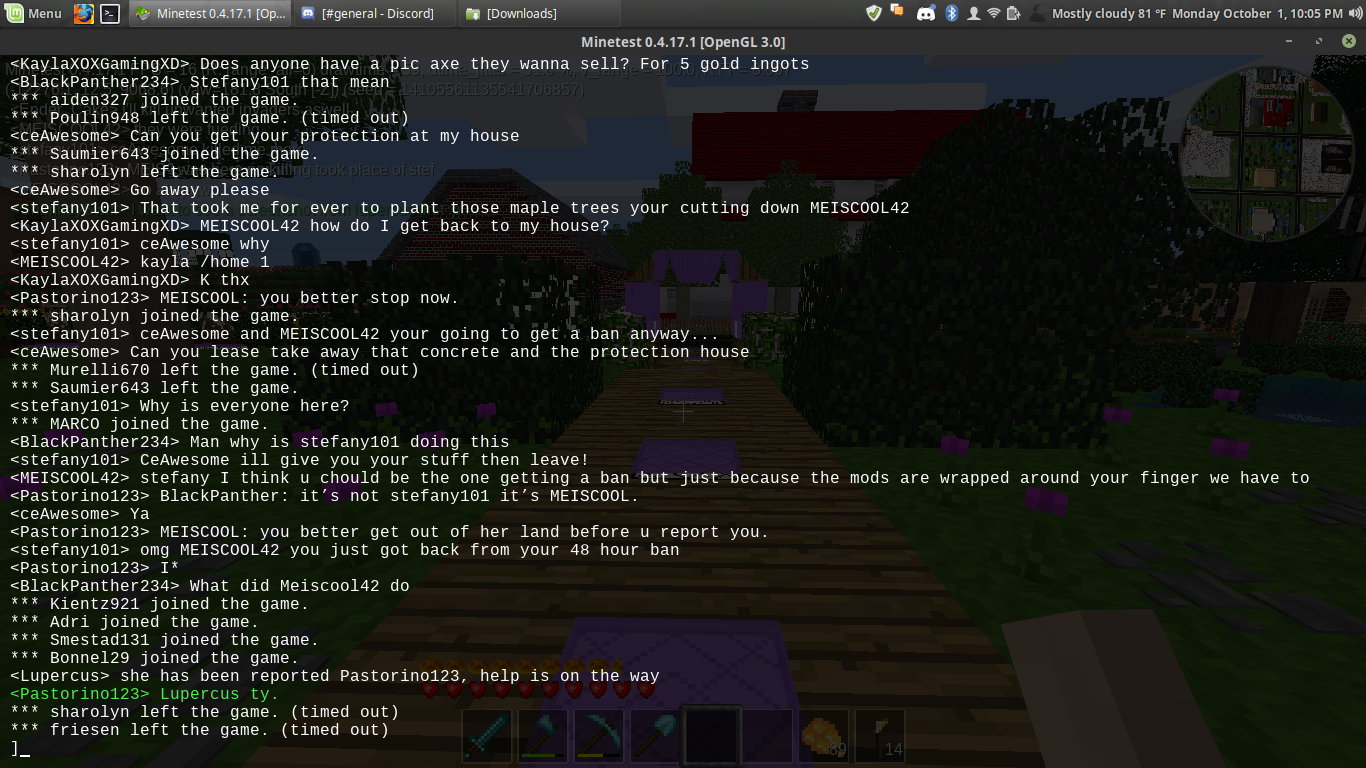 Menu
Minetest 0.4.17.1 [Op...
[#general - Discord]
[Downloads]
Mostly cloudy 81 °F Monday October 1, 10:05 PM
Minetest 0.4.17.1 [OpenGL 3.0]
<KaylaXOXGamingXD> Does anyone have a pic axe they wanna sell? For 5 gold ingots
<BlackPanther234> Stefany101 that mean
*** aiden327 joined the game.
*** Poulin948 left the game. (timed out)
<ceAwesome> Can you get your protection at my house
*** Saumier643 joined the game.
*** sharolyn left the game.
<ceAwesome> Go away please
<stefany101> That took me for ever to plant those maple trees your cutting down MEISCOOL42
<KaylaXOXGamingXD> MEISCOOL42 how do I get back to my house?
<stefany101> ceAwesome why
<MEISCOOL42> kayla /home 1
<KaylaXOXGamingXD> K thx
<Pastorino123> MEISCOOL: you better stop now.
*** sharolyn joined the game.
<stefany101> ceAwesome and MEISCOOL42 your going to get a ban anyway...
<ceAwesome> Can you lease take away that concrete and the protection house
*** Murelli670 left the game. (timed out)
*** Saumier643 left the game.
<stefany101> Why is everyone here?
*** MARCO joined the game.
<BlackPanther234> Man why is stefany101 doing this
<stefany101> CeAwesome ill give you your stuff then leave!
<MEISCOOL42> stefany I think u chould be the one getting a ban but just because the mods are wrapped around your finger we have to
<Pastorino123> BlackPanther: it’s not stefany101 it’s MEISCOOL.
<ceAwesome> Ya
<Pastorino123> MEISCOOL: you better get out of her land before u report you.
<stefany101> omg MEISCOOL42 you just got back from your 48 hour ban
<Pastorino123> I*
<BlackPanther234> What did Meiscool42 do
*** Kientz921 joined the game.
*** Adri joined the game.
*** Smestad131 joined the game.
*** Bonnel29 joined the game.
<Lupercus> she has been reported Pastorino123, help is on the way
<Pastorino123> Lupercus ty.
*** sharolyn left the game. (timed out)
*** friesen left the game. (timed out)
]_
89
14